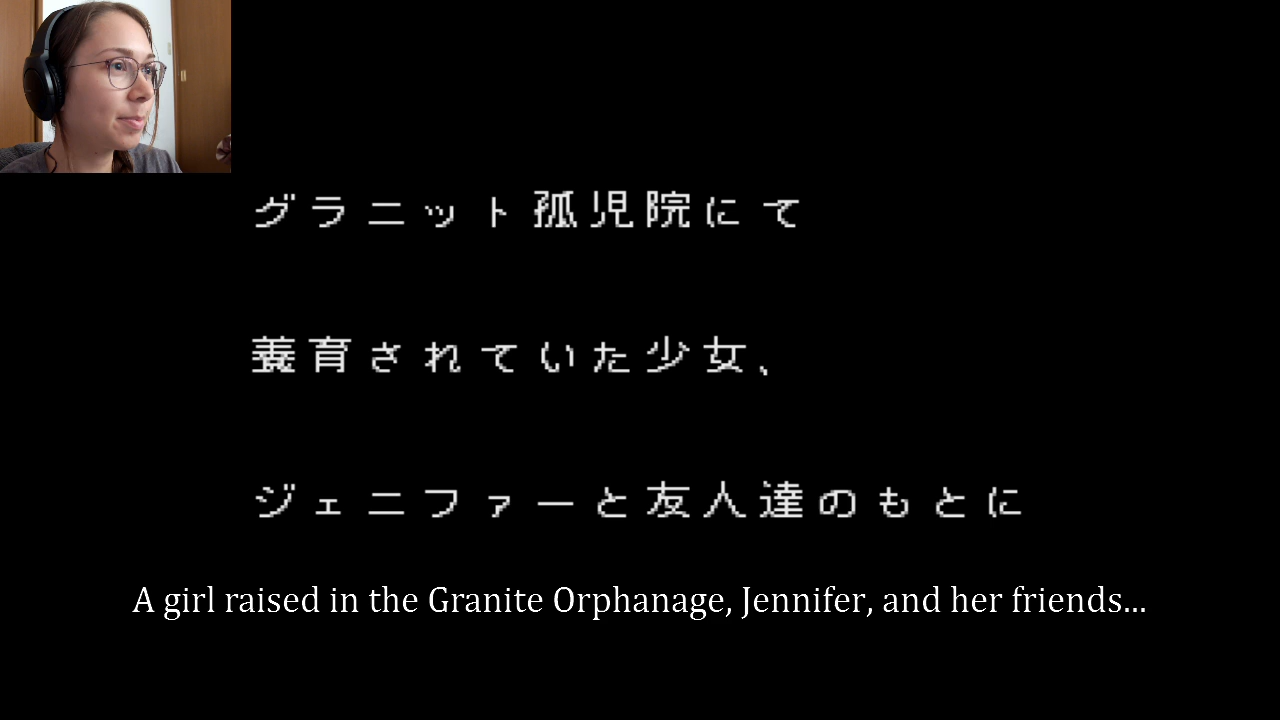 グラニット孤児院にて
養育されていた少女、
ジェニファーと友人達のもとに
A girl raised in the Granite Orphanage, Jennifer, and her friends...